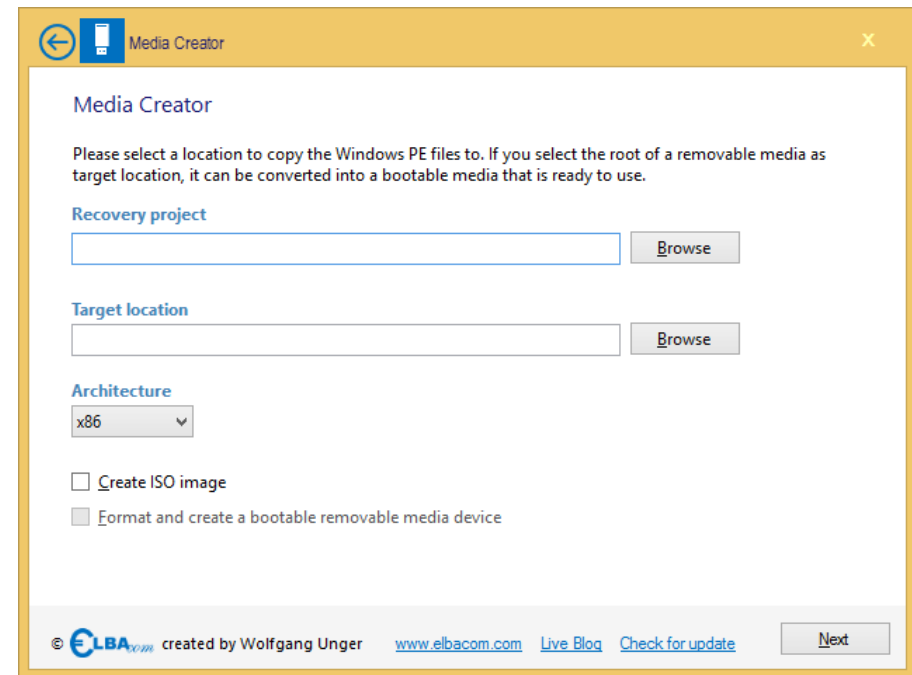 Media Creator
X
Media Creator
Please select a location to copy the Windows PE files to. If you select the root of a removable media as
target location, it can be converted into a bootable media that is ready to use.
Recovery project
Browse
Target location
Browse
Architecture
x86
Create ISO image
Format and create a bootable removable media device
© ELBAcom created by Wolfgang Unger www.elbacom.com Live Blog Check for update Next